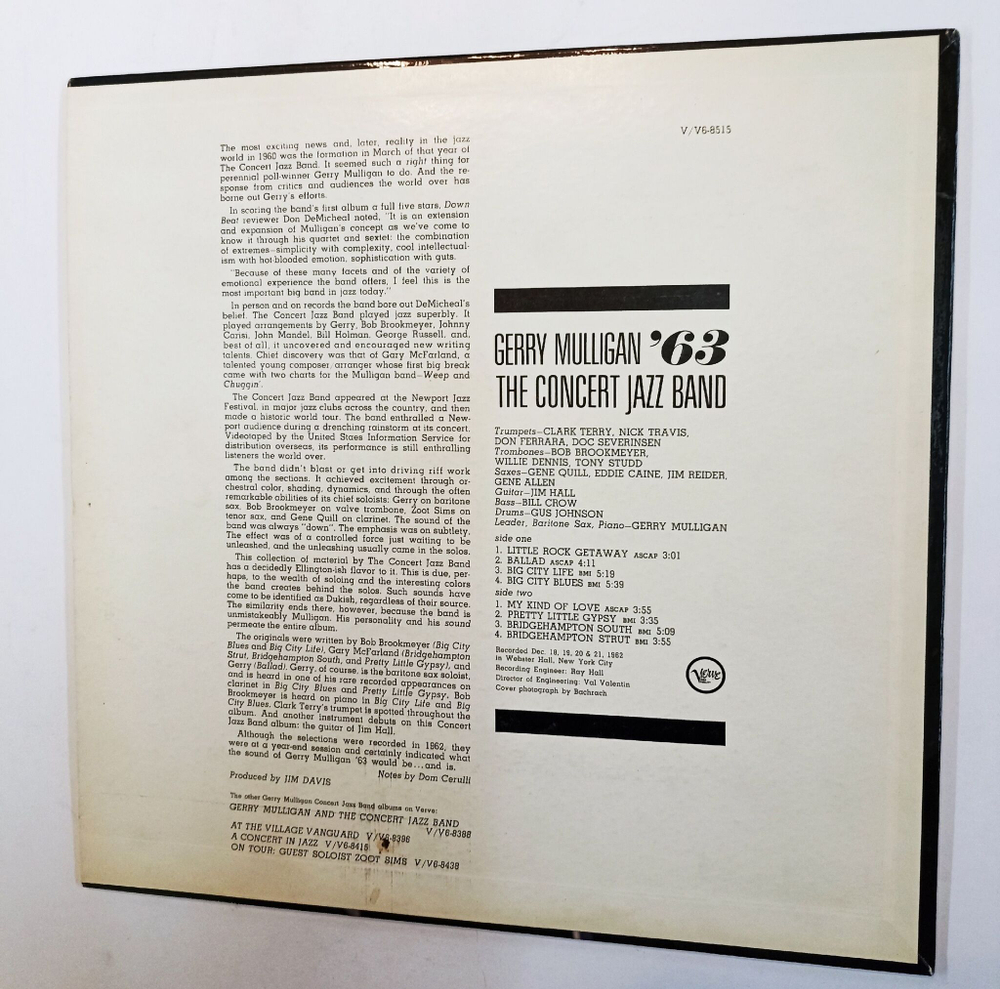 V/V6-8515
The most exciting news and, later, reality in the jazz
world in 1960 was the formation in March of that year of
The Concert Jazz Band. It seemed such a right thing for
perennial poll-winner Gerry Mulligan to do. And the re-
sponse from critics and audiences the world over has
borne out Gerry's efforts.
In scoring the band's first album a full five stars, Down
Beat reviewer Don DeMicheal noted, "It is an extension
and expansion of Mulligan's concept as we've come to
know it through his quartet and sextet: the combination
of extremes—simplicity with complexity, cool intellectual-
ism with hot-blooded emotion, sophistication with guts.
"Because of these many facets and of the variety of
emotional experience the band offers, I feel this is the
most important big band in jazz today."
In person and on records the band bore out DeMicheal's
belief. The Concert Jazz Band played jazz superbly. It
played arrangements by Gerry, Bob Brookmeyer, Johnny
Carisi, John Mandel, Bill Holman, George Russell, and,
best of all, it uncovered and encouraged new writing
talents. Chief discovery was that of Gary McFarland, a
talented young composer, arranger whose first big break
came with two charts for the Mulligan band—Weep and
Chuggin'.
The Concert Jazz Band appeared at the Newport Jazz
Festival, in major jazz clubs across the country, and then
made a historic world tour. The band enthralled a New-
port audience during a drenching rainstorm at its concert.
Videotaped by the United Staes Information Service for
distribution overseas, its performance is still enthralling
listeners the world over.
The band didn't blast or get into driving riff work
among the sections. It achieved excitement through or-
chestral color, shading, dynamics, and through the often
remarkable abilities of its chief soloists: Gerry on baritone
sax, Bob Brookmeyer on valve trombone, Zoot Sims on
tenor sax, and Gene Quill on clarinet. The sound of the
band was always "down". The emphasis was on subtlety.
The effect was of a controlled force just waiting to be
unleashed, and the unleashing usually came in the solos.
This collection of material by The Concert Jazz Band
has a decidedly Ellington-ish flavor to it. This is due, per-
haps, to the wealth of soloing and the interesting colors
the band creates behind the solos. Such sounds have
come to be identified as Dukish, regardless of their source.
The similarity ends there, however, because the band is
unmistakeably Mulligan. His personality and his sound
permeate the entire album.
The originals were written by Bob Brookmeyer (Big City
Blues and Big City Life), Gary McFarland (Bridgehampton
Strut, Bridgehampton South, and Pretty Little Gypsy), and
Gerry (Ballad). Gerry, of course, is the baritone sax soloist,
and is heard in one of his rare recorded appearances on
clarinet in Big City Blues and Pretty Little Gypsy. Bob
Brookmeyer is heard on piano in Big City Life and Big
City Blues. Clark Terry's trumpet is spotted throughout the
album. And another instrument debuts on this Concert
Jazz Band album: the guitar of Jim Hall.
Although the selections were recorded in 1962, they
were at a year-end session and certainly indicated what
the sound of Gerry Mulligan '63 would be...and is.
Produced by JIM DAVIS Notes by Dom Cerulli
The other Gerry Mulligan Concert Jazz Band albums on Verve:
GERRY MULLIGAN AND THE CONCERT JAZZ BAND
V/V6-8388
AT THE VILLAGE VANGUARD V/V6-8396
A CONCERT IN JAZZ V/V6-8415
ON TOUR; GUEST SOLOIST ZOOT SIMS V/V6-8438
GERRY MULLIGAN '63
THE CONCERT JAZZ BAND
Trumpets—CLARK TERRY, NICK TRAVIS,
DON FERRARA, DOC SEVERINSEN
Trombones—BOB BROOKMEYER,
WILLIE DENNIS, TONY STUDD
Saxes—GENE QUILL, EDDIE CAINE, JIM REIDER,
GENE ALLEN
Guitar—JIM HALL
Bass—BILL CROW
Drums—GUS JOHNSON
Leader, Baritone Sax, Piano—GERRY MULLIGAN
side one
1. LITTLE ROCK GETAWAY ASCAP 3:01
2. BALLAD ASCAP 4:11
3. BIG CITY LIFE BMI 5:19
4. BIG CITY BLUES BMI 5:39
side two
1. MY KIND OF LOVE ASCAP 3:55
2. PRETTY LITTLE GYPSY BMI 3:35
3. BRIDGEHAMPTON SOUTH BMI 5:09
4. BRIDGEHAMPTON STRUT BMI 3:55
Recorded Dec. 18, 19, 20 & 21, 1962
in Webster Hall, New York City
Recording Engineer: Ray Hall
Director of Engineering: Val Valentin
Cover photograph by Bachrach
Verve